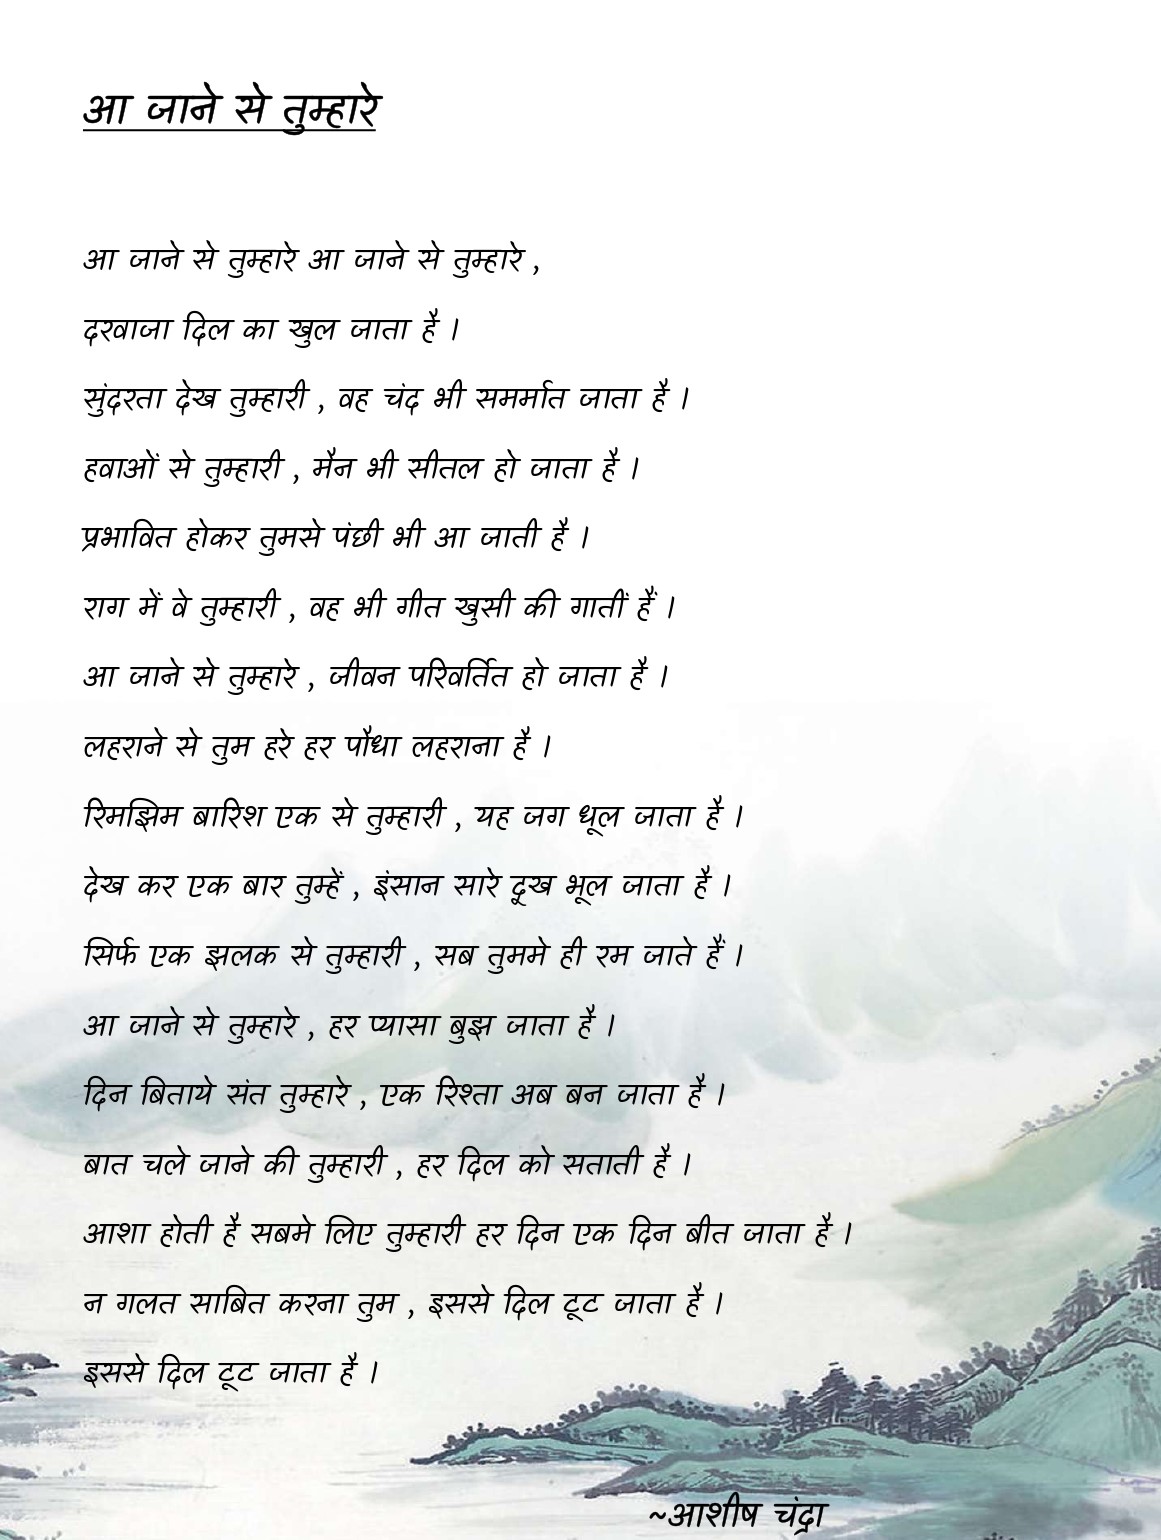 आ जाने से तुम्हारे
आ जाने से तुम्हारे आ जाने से तुम्हारे ,
दरवाजा दिल का खुल जाता है ।
सुंदरता देख तुम्हारी , वह चंद भी समर्मात जाता है ।
हवाओं से तुम्हारी , मैन भी सीतल हो जाता है ।
प्रभावित होकर तुमसे पंछी भी आ जाती है ।
राग में वे तुम्हारी , वह भी गीत खुसी की गातीं हैं ।
आ जाने से तुम्हारे , जीवन परिवर्तित हो जाता है ।
लहराने से तुम हरे हर पौधा लहराना है ।
रिमझिम बारिश एक से तुम्हारी , यह जग धूल जाता है ।
देख कर एक बार तुम्हें , इंसान सारे दूख भूल जाता है ।
सिर्फ एक झलक से तुम्हारी , सब तुममे ही रम जाते हैं ।
आ जाने से तुम्हारे , हर प्यासा बुझ जाता है ।
दिन बिताये संत तुम्हारे , एक रिश्ता अब बन जाता है ।
बात चले जाने की तुम्हारी , हर दिल को सताती है ।
आशा होती है सबमे लिए तुम्हारी हर दिन एक दिन बीत जाता है ।
न गलत साबित करना तुम , इससे दिल टूट जाता है ।
इससे दिल टूट जाता है ।
~आशीष चंद्रा